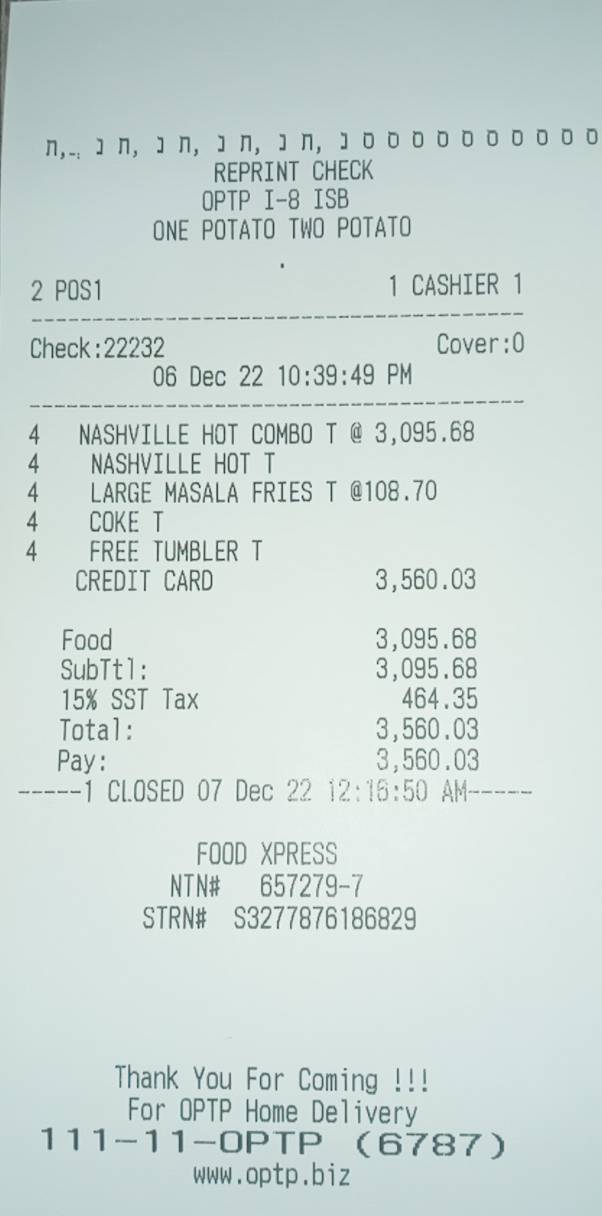 REPRINT CHECK
OPTP I-8 ISB
ONE POTATO TWO POTATO
2 POS1 1 CASHIER 1
Check:22232 Cover:0
06 Dec 22 10:39:49 PM
4 NASHVILLE HOT COMBO T @ 3,095.68
4 NASHVILLE HOT T
4 LARGE MASALA FRIES T @108.70
4 COKE T
4 FREE TUMBLER T
CREDIT CARD 3,560.03
Food 3,095.68
SubTtl: 3,095.68
15% SST Tax 464.35
Total: 3,560.03
Pay: 3,560.03
-----1 CLOSED 07 Dec 22 12:16:50 AM-----
FOOD XPRESS
NTN# 657279-7
STRN# S3277876186829
Thank You For Coming !!!
For OPTP Home Delivery
111-11-OPTP (6787)
www.optp.biz